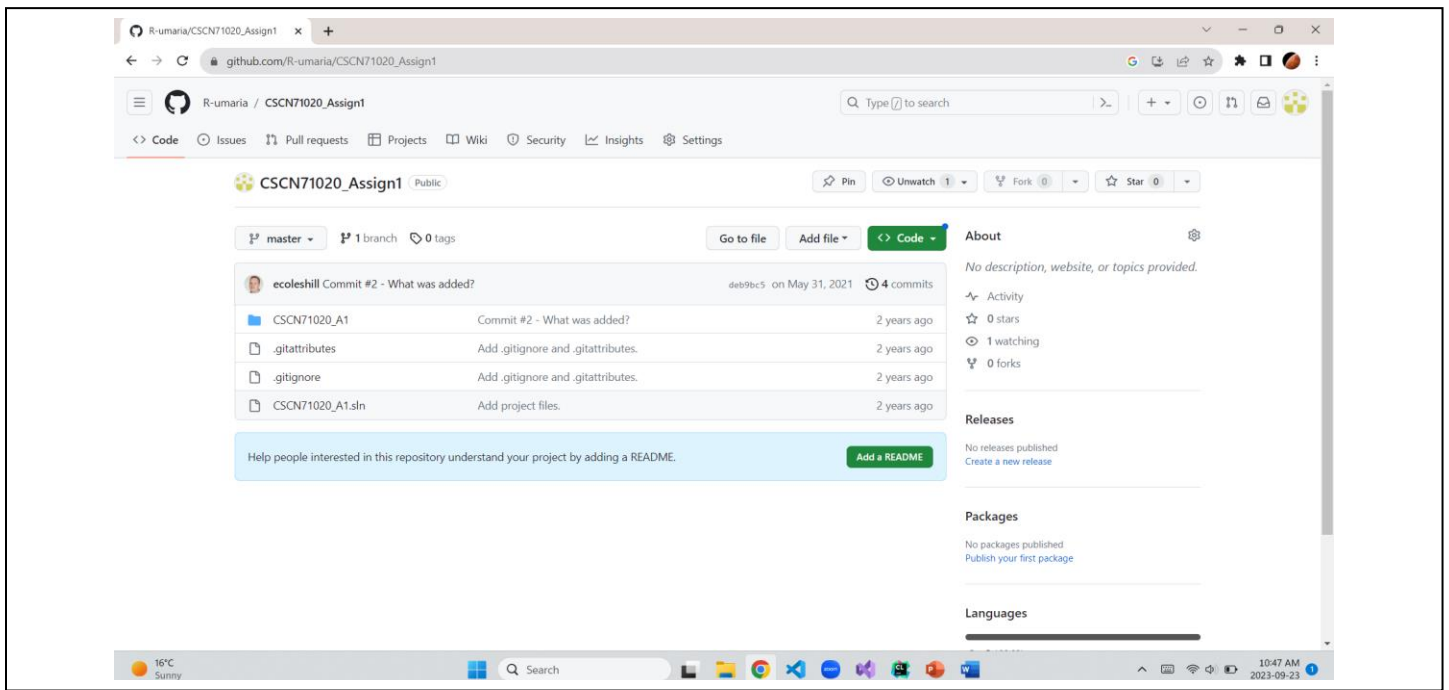 R-umaria/CSCN71020_Assign1
github.com/R-umaria/CSCN71020_Assign1
R-umaria / CSCN71020_Assign1
Type / to search
Code Issues Pull requests Projects Wiki Security Insights Settings
CSCN71020_Assign1 Public
Pin Unwatch 1 Fork 0 Star 0
master 1 branch 0 tags Go to file Add file Code
About
No description, website, or topics provided.
ecoleshill Commit #2 - What was added? deb9bc5 on May 31, 2021 4 commits
Activity
CSCN71020_A1 Commit #2 - What was added? 2 years ago
0 stars
.gitattributes Add .gitignore and .gitattributes. 2 years ago
1 watching
0 forks
.gitignore Add .gitignore and .gitattributes. 2 years ago
CSCN71020_A1.sln Add project files. 2 years ago
Releases
No releases published
Create a new release
Help people interested in this repository understand your project by adding a README. Add a README
Packages
No packages published
Publish your first package
Languages
16°C
Sunny
Search
10:47 AM
2023-09-23
1